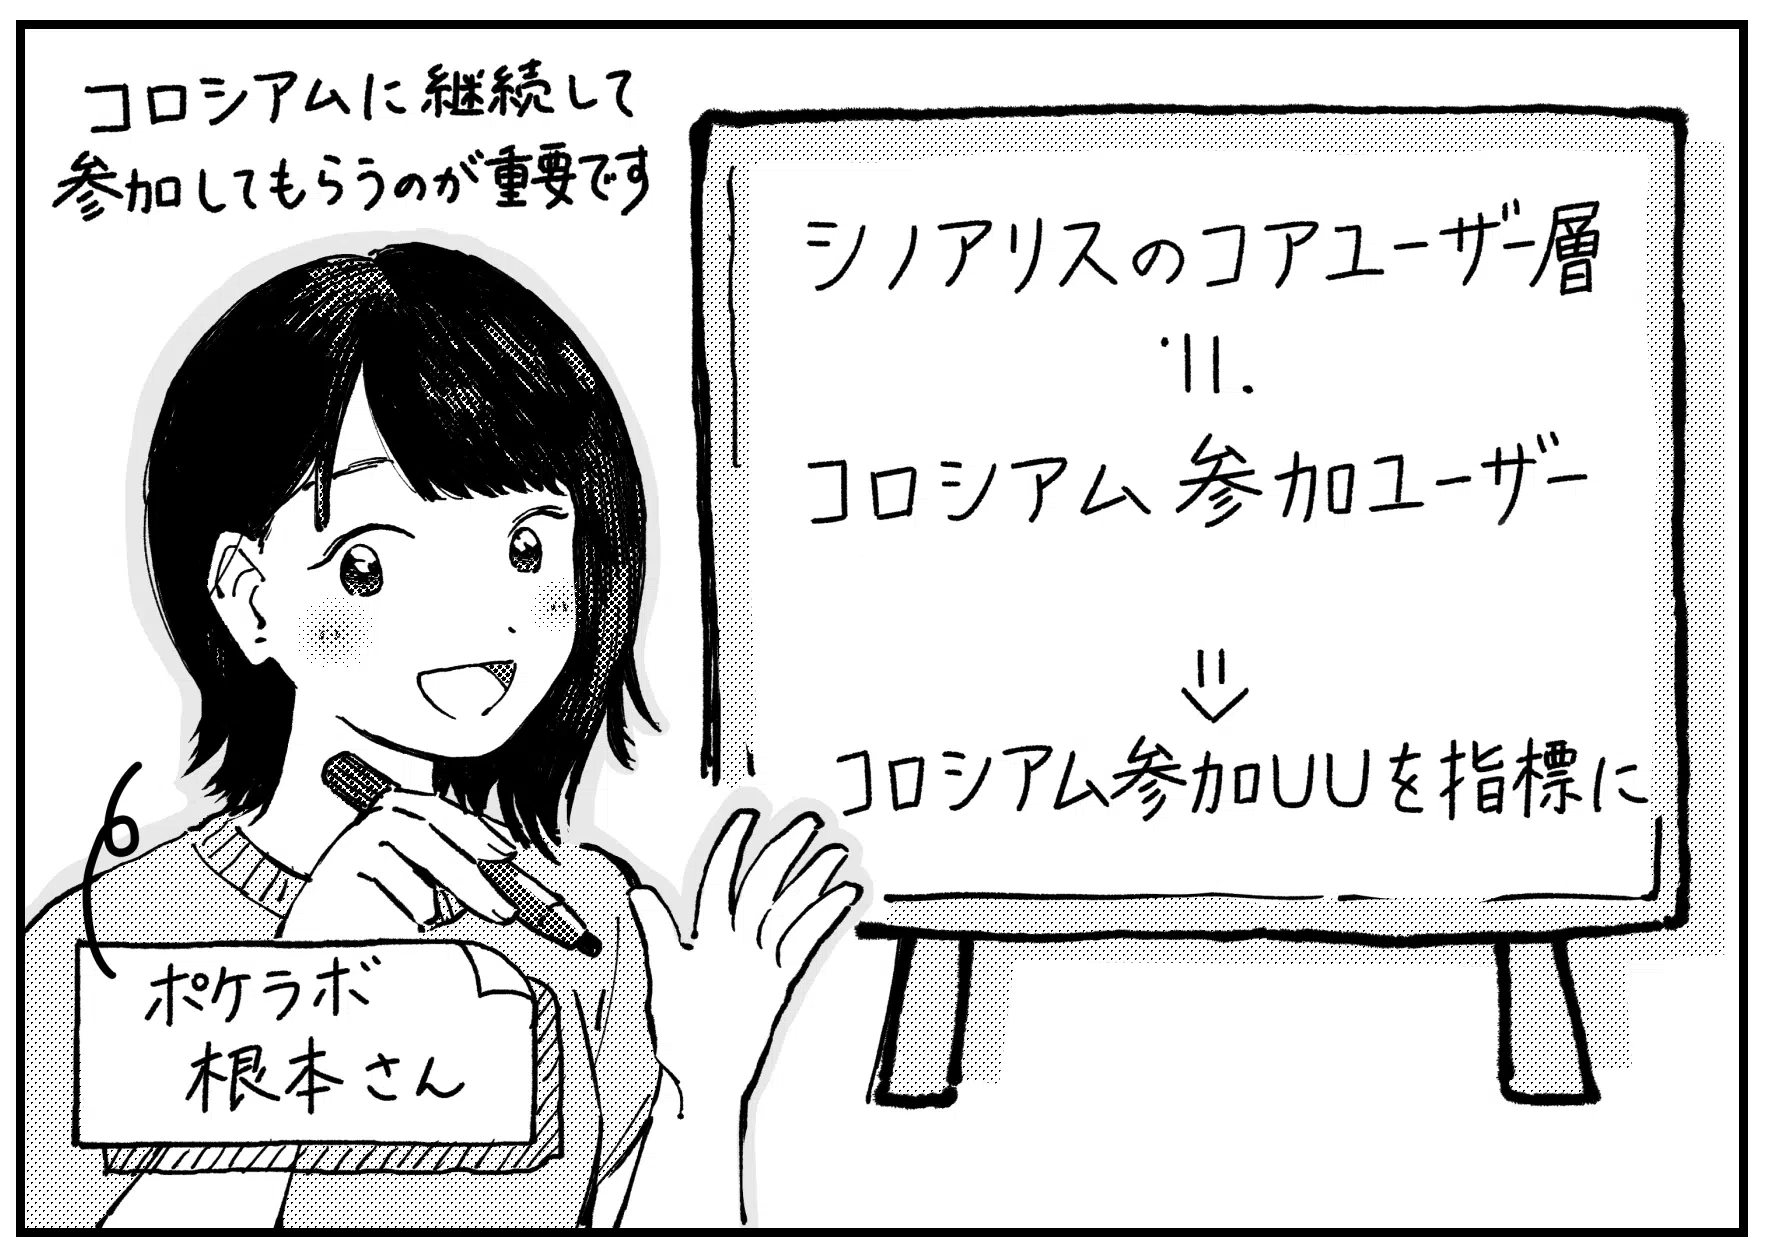 コロシアムに継続して
参加してもらうのが重要です
シノアリスのコアユーザー層
≒
コロシアム参加ユーザー
⇓
コロシアム参加UUを指標に
ポケラボ
根本さん